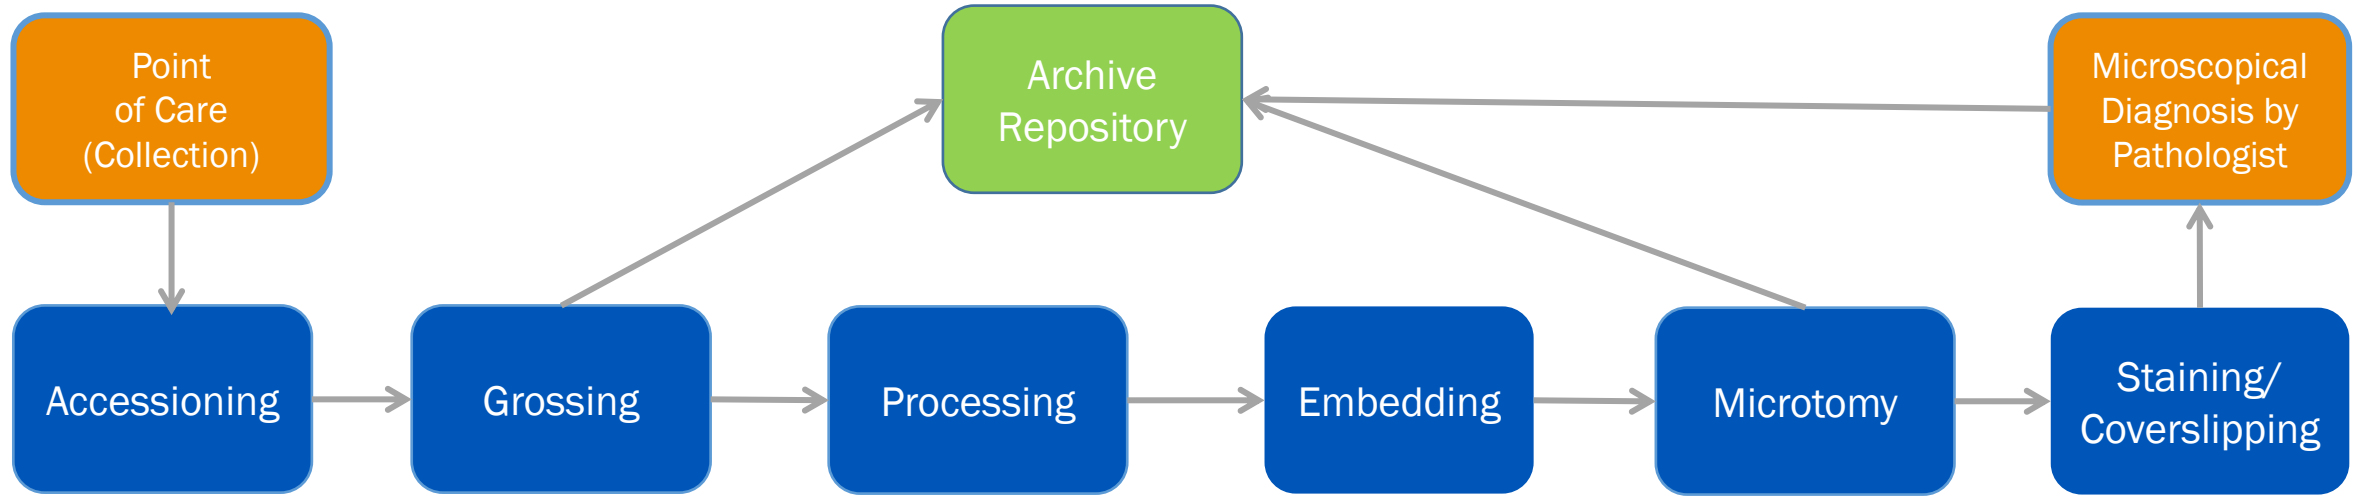 Point
of Care
(Collection)
Archive
Repository
Microscopical
Diagnosis by
Pathologist
Accessioning
Grossing
Processing
Embedding
Microtomy
Staining/
Coverslipping